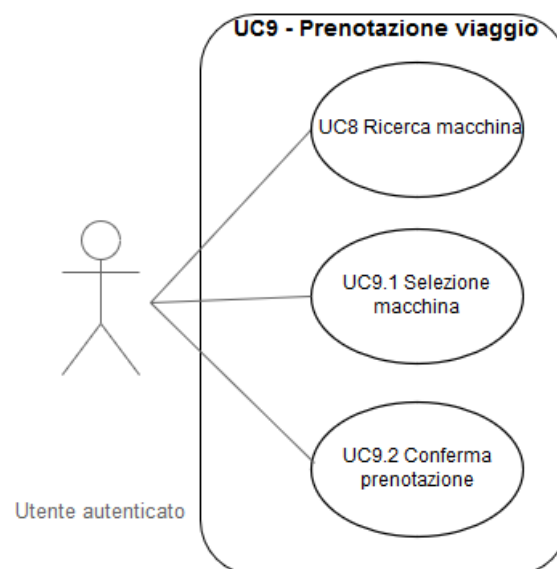 UC9 - Prenotazione viaggio
UC8 Ricerca macchina
UC9.1 Selezione
macchina
UC9.2 Conferma
prenotazione
Utente autenticato